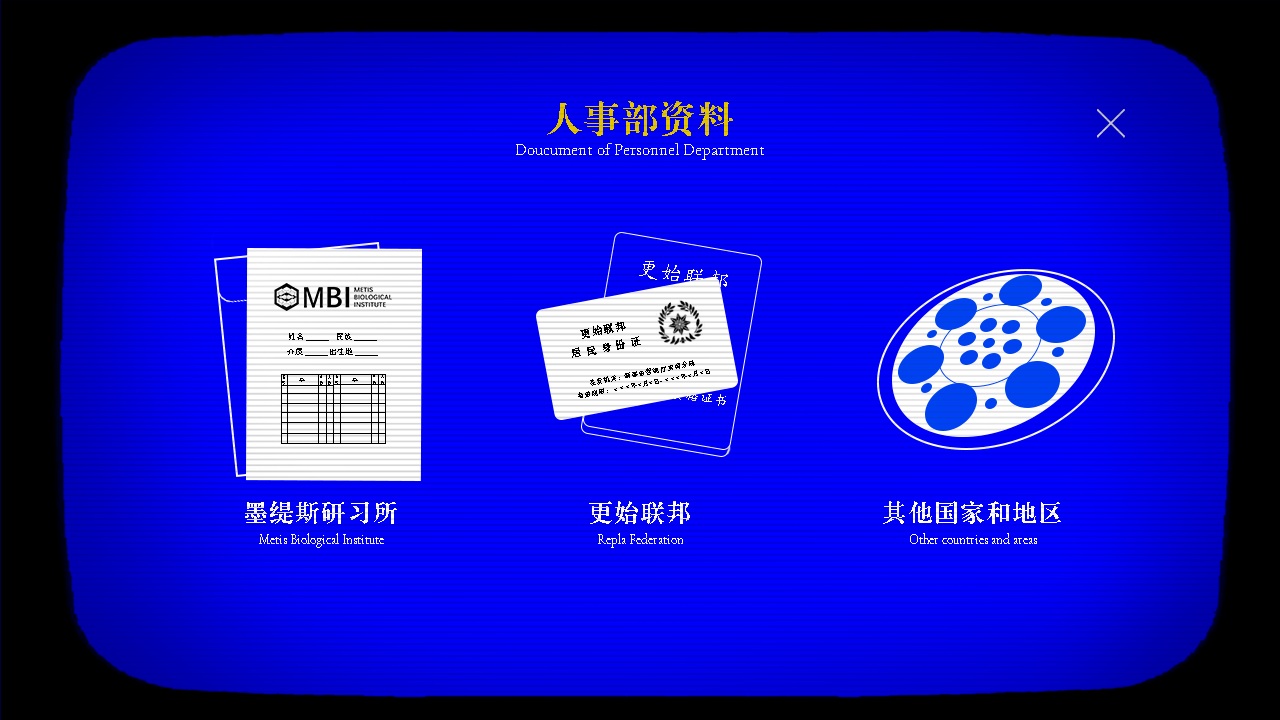 人事部资料
Doucument of Personnel Department
MBI METIS BIOLOGICAL INSTITUTE
姓名 民族
出生地
更始联邦
更始联邦
居民身份证
证书
墨缇斯研习所
Metis Biological Institute
更始联邦
Repla Federation
其他国家和地区
Other countries and areas